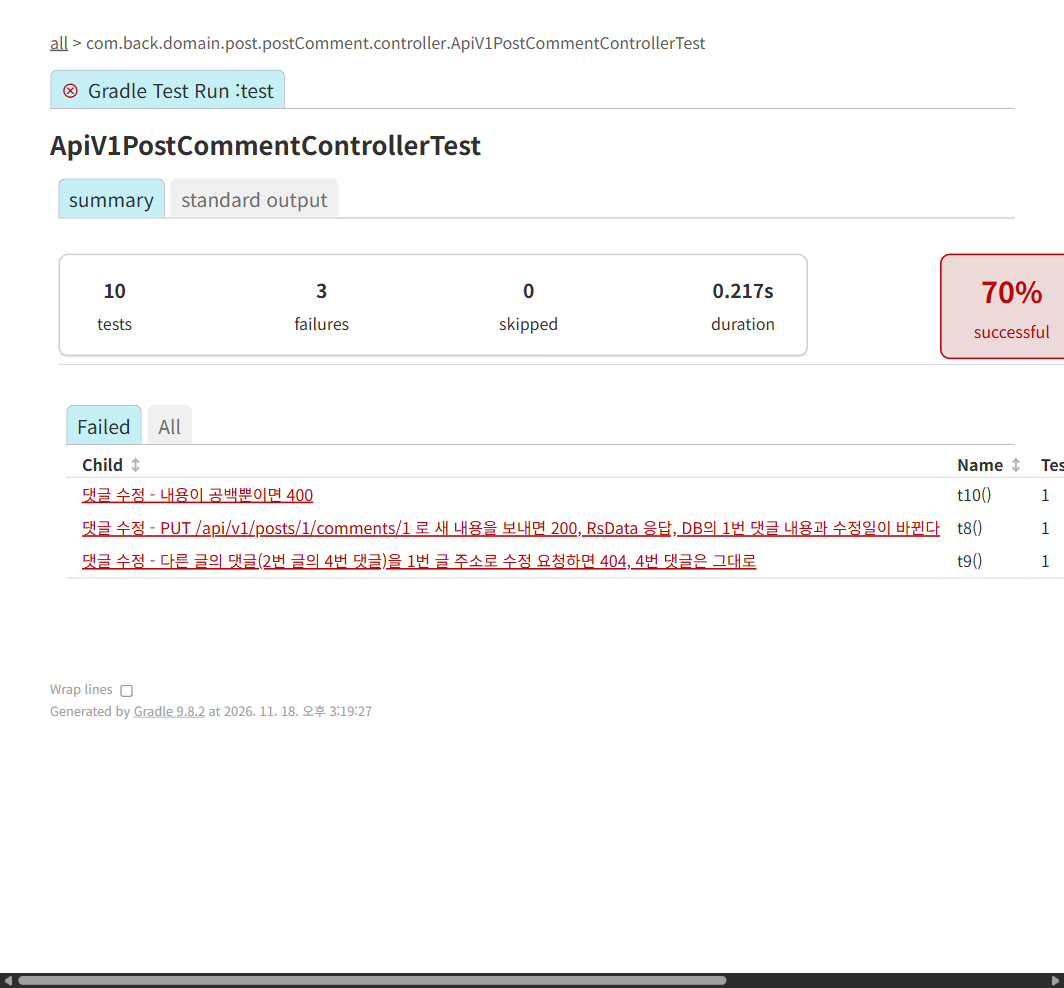 all > com.back.domain.post.postComment.controller.ApiV1PostCommentControllerTest
Gradle Test Run :test
ApiV1PostCommentControllerTest
summary standard output
10 3 0 0.217s 70%
tests failures skipped duration successful
Failed All
Child Name Tes
댓글 수정 - 내용이 공백뿐이면 400 t10() 1
댓글 수정 - PUT /api/v1/posts/1/comments/1 로 새 내용을 보내면 200, RsData 응답, DB의 1번 댓글 내용과 수정일이 바뀐다 t8() 1
댓글 수정 - 다른 글의 댓글(2번 글의 4번 댓글)을 1번 글 주소로 수정 요청하면 404, 4번 댓글은 그대로 t9() 1
Wrap lines
Generated by Gradle 9.8.2 at 2026. 11. 18. 오후 3:19:27